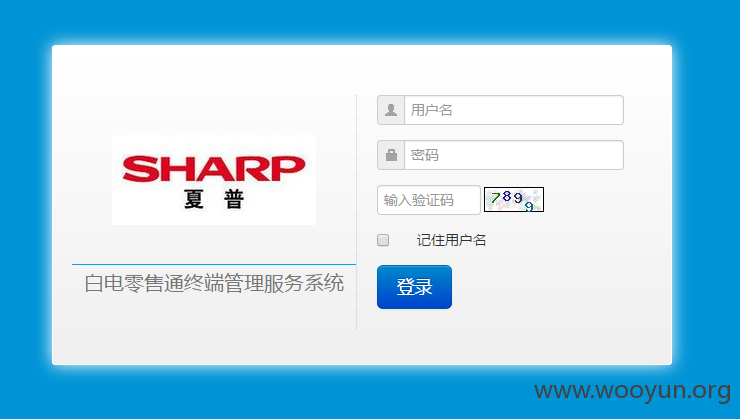 SHARP
夏 普
白电零售通终端管理服务系统
用户名
密码
输入验证码
7899
记住用户名
登录
www.wooyun.org